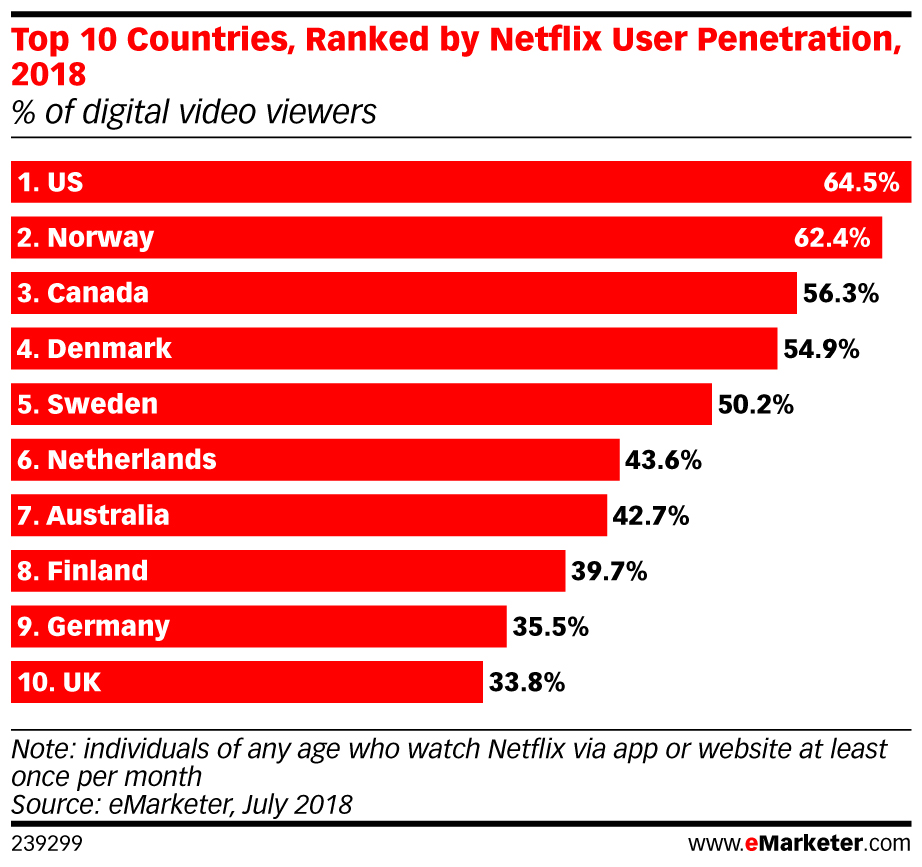 Top 10 Countries, Ranked by Netflix User Penetration,
2018
% of digital video viewers
1. US 64.5%
2. Norway 62.4%
3. Canada 56.3%
4. Denmark 54.9%
5. Sweden 50.2%
6. Netherlands 43.6%
7. Australia 42.7%
8. Finland 39.7%
9. Germany 35.5%
10. UK 33.8%
Note: individuals of any age who watch Netflix via app or website at least
once per month
Source: eMarketer, July 2018
239299 www.eMarketer.com